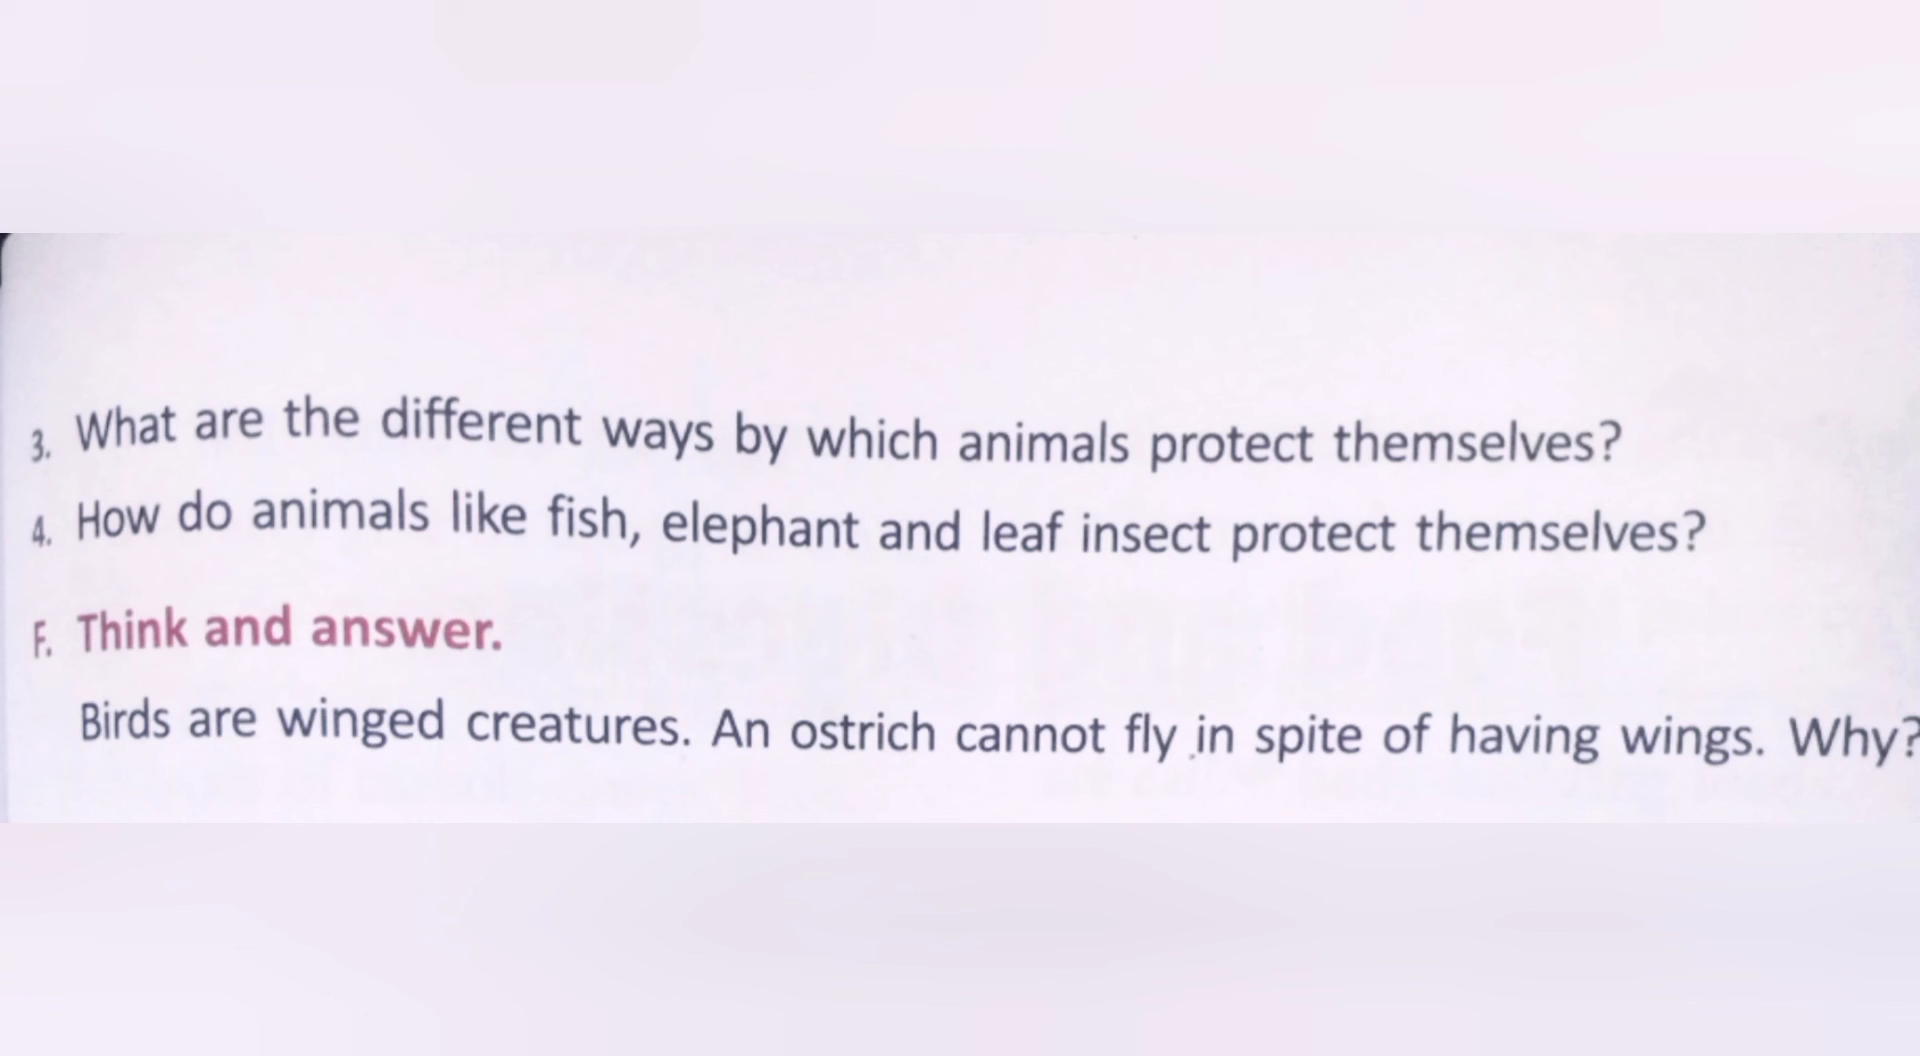 3. What are the different ways by which animals protect themselves?
4. How do animals like fish, elephant and leaf insect protect themselves?
F. Think and answer.
Birds are winged creatures. An ostrich cannot fly in spite of having wings. Why?